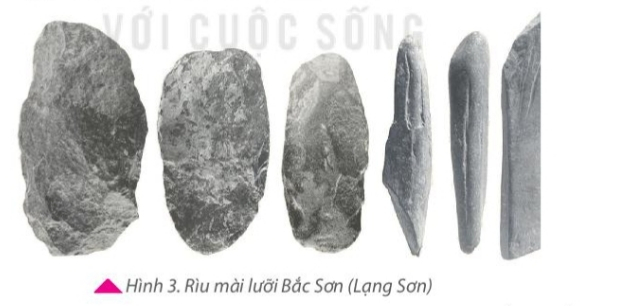 VỚI CUỘC SỐNG
Hình 3. Rìu mài lưỡi Bắc Sơn (Lạng Sơn)